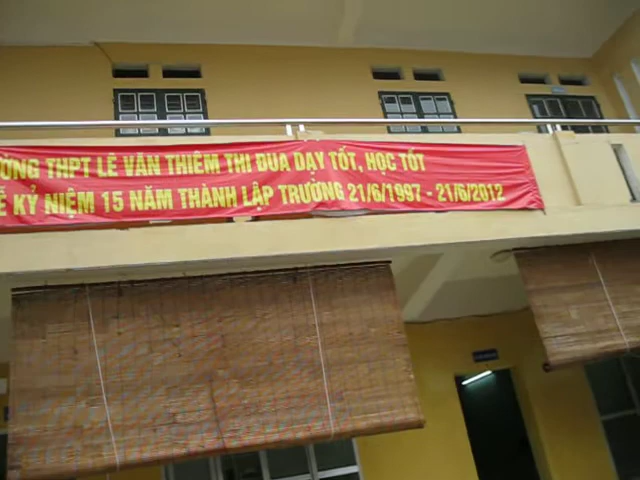 ƯỜNG THPT LÊ VĂN THIÊM THI ĐUA DẠY TỐT, HỌC TỐT
Ể KỶ NIỆM 15 NĂM THÀNH LẬP TRƯỜNG 21/6/1997 - 21/6/2012